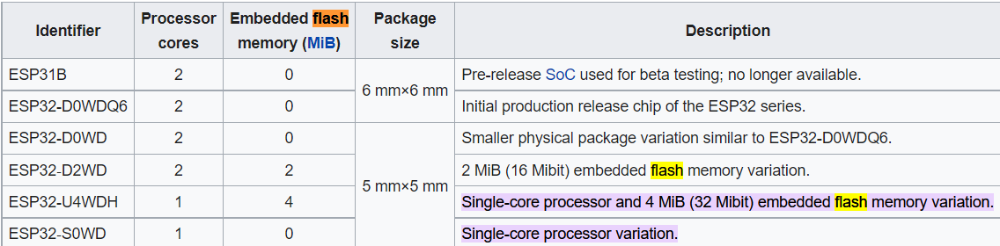 Identifier Processor cores Embedded flash memory (MiB) Package size Description
ESP31B 2 0 6 mm×6 mm Pre-release SoC used for beta testing; no longer available.
ESP32-D0WDQ6 2 0 Initial production release chip of the ESP32 series.
ESP32-D0WD 2 0 5 mm×5 mm Smaller physical package variation similar to ESP32-D0WDQ6.
ESP32-D2WD 2 2 2 MiB (16 Mibit) embedded flash memory variation.
ESP32-U4WDH 1 4 Single-core processor and 4 MiB (32 Mibit) embedded flash memory variation.
ESP32-S0WD 1 0 Single-core processor variation.